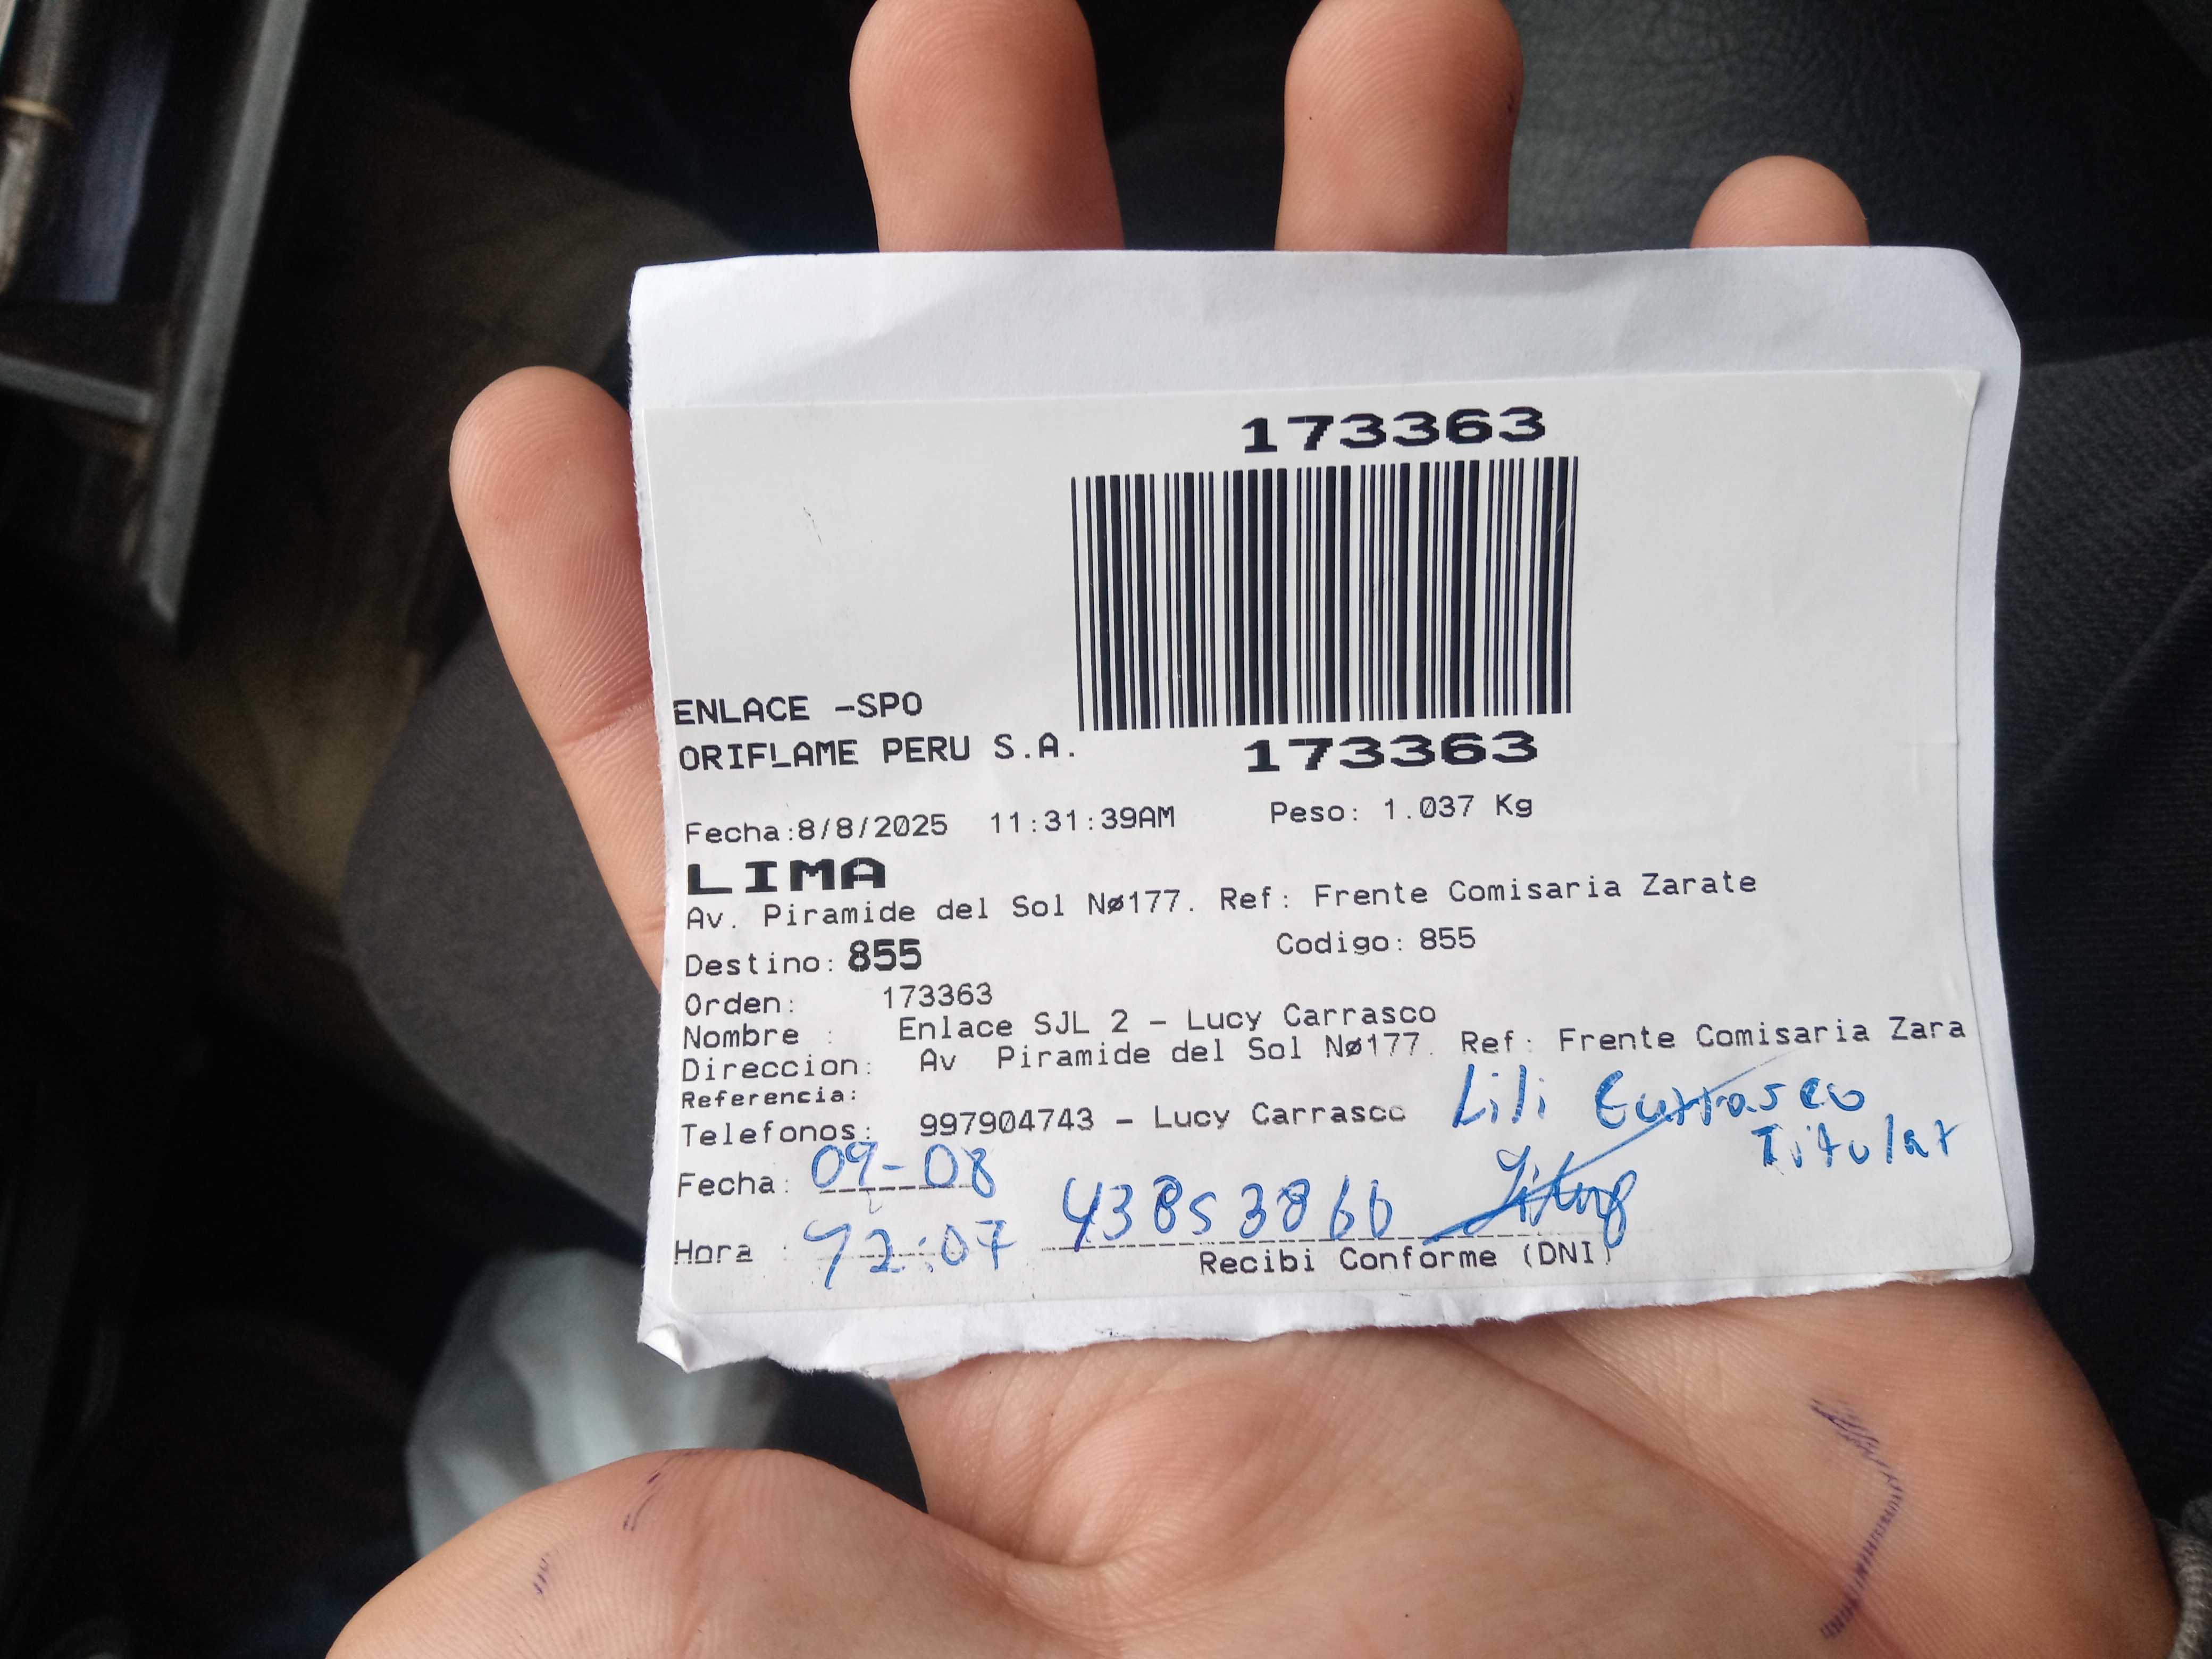 173363
ENLACE -SPO
ORIFLAME PERU S.A.
173363
Fecha:8/8/2025 11:31:39AM Peso: 1.037 Kg
LIMA
Av. Piramide del Sol Nø177. Ref: Frente Comisaria Zarate
Destino: 855 Codigo: 855
Orden: 173363
Nombre : Enlace SJL 2 - Lucy Carrasco
Direccion: Av Piramide del Sol Nø177. Ref: Frente Comisaria Zara
Referencia:
Telefonos: 997904743 - Lucy Carrasco Lili Carrasco
Titular
Fecha: 09-08
43853866
Hora : 12:07
Recibi Conforme (DNI)